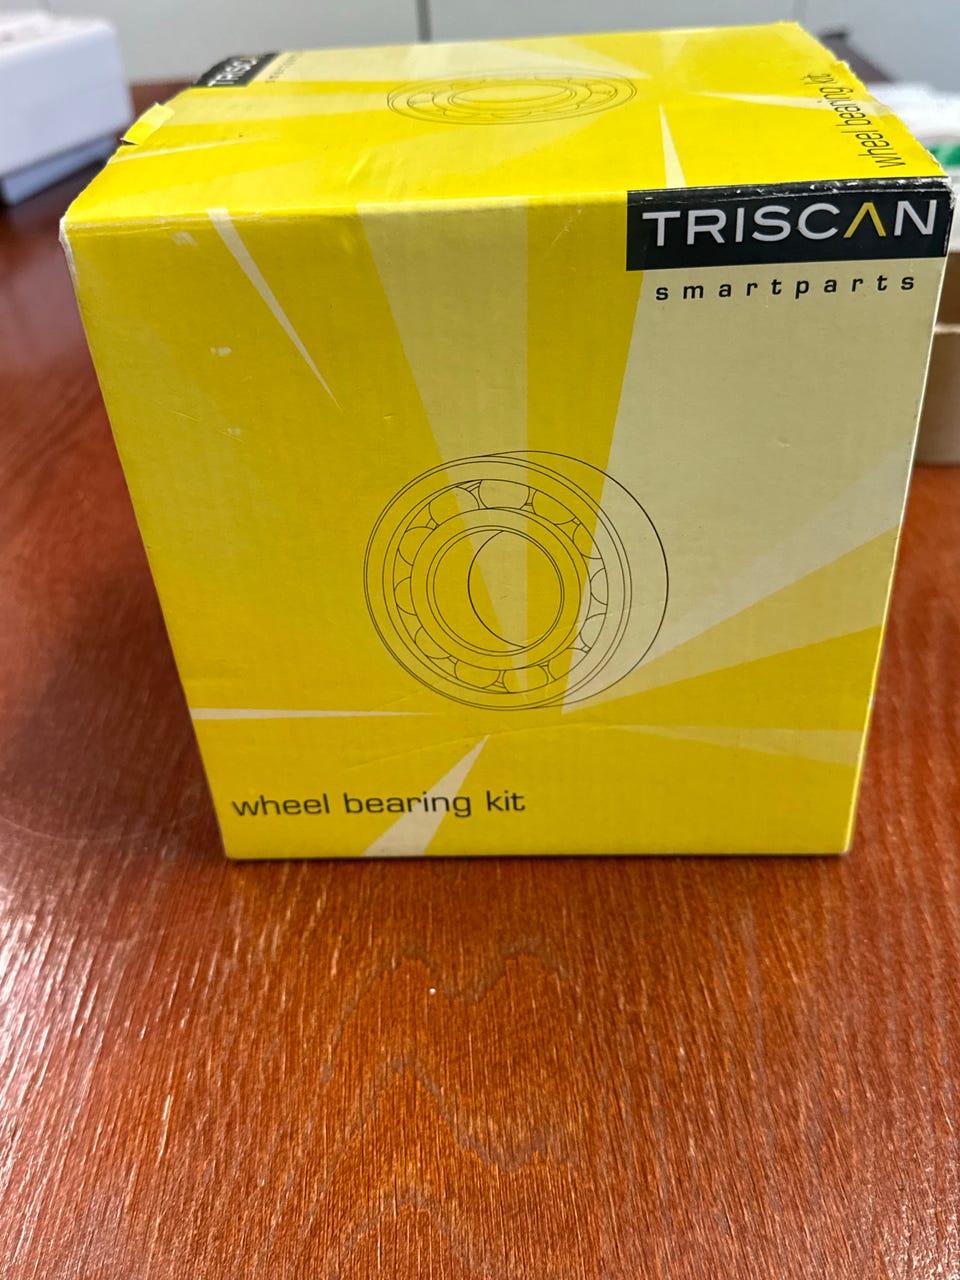 wheel bearing kit
TRISCAN
smartparts
wheel bearing kit